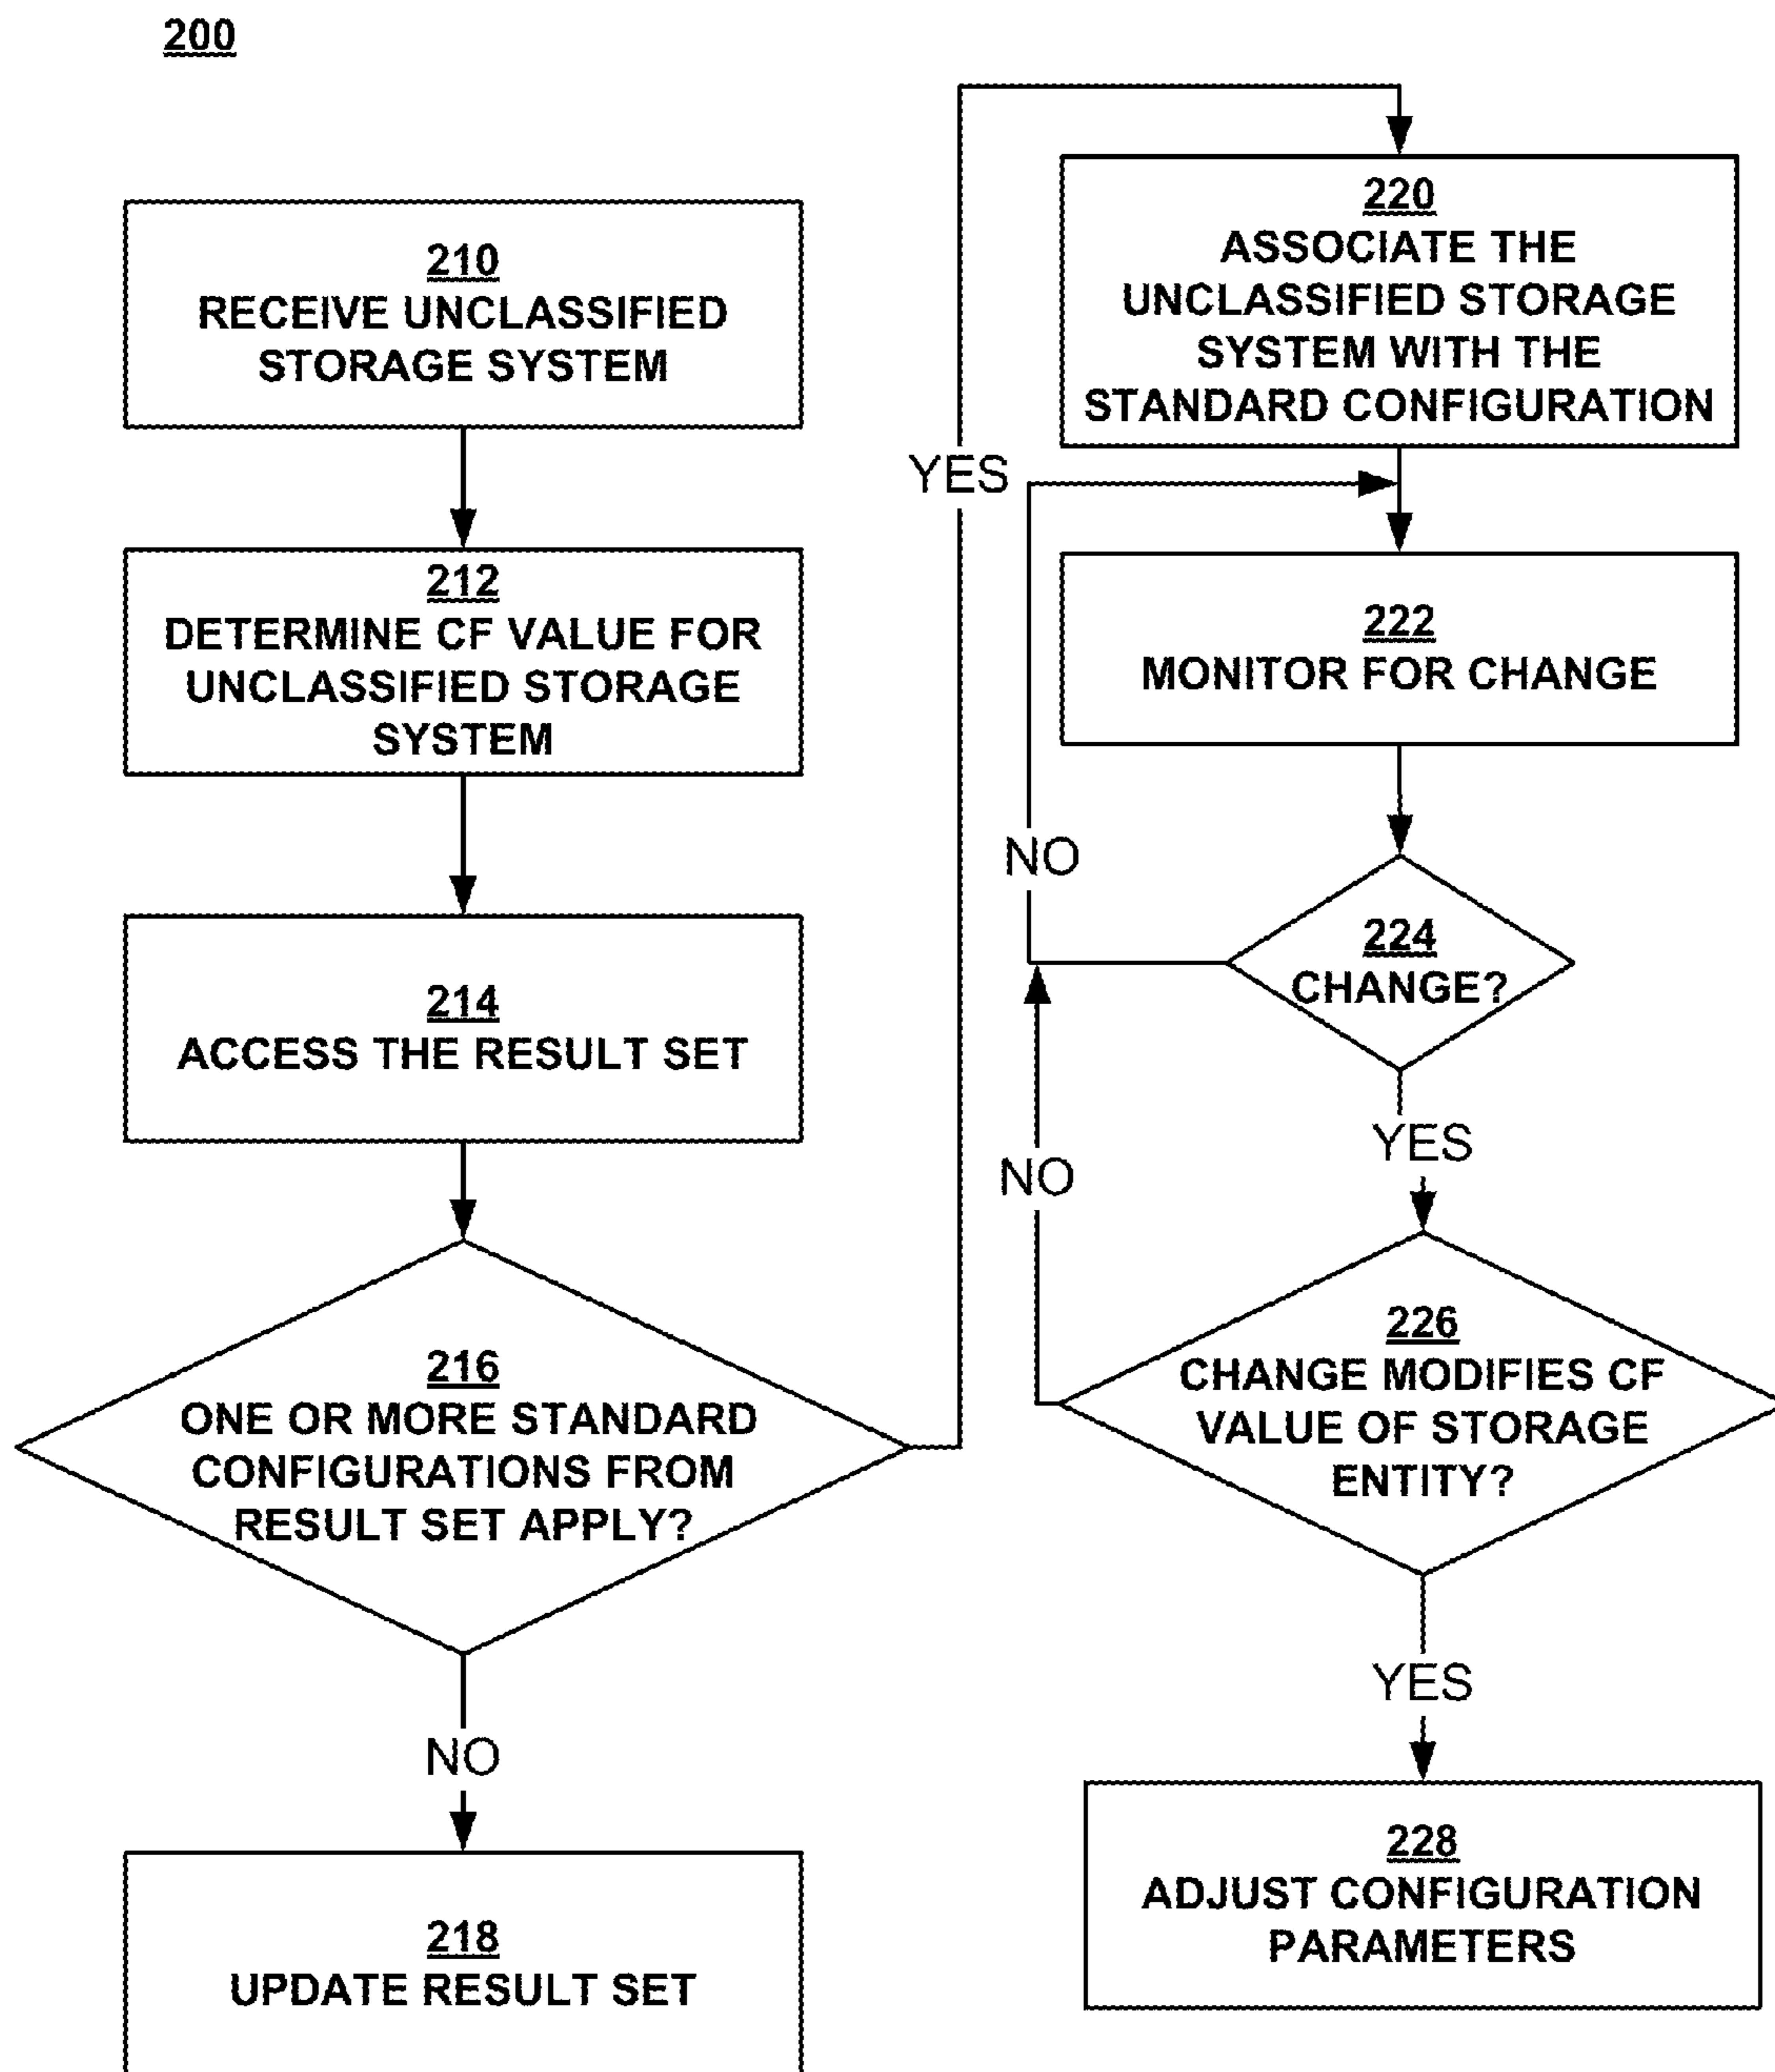 200
210
RECEIVE UNCLASSIFIED
STORAGE SYSTEM
212
DETERMINE CF VALUE FOR
UNCLASSIFIED STORAGE
SYSTEM
214
ACCESS THE RESULT SET
216
ONE OR MORE STANDARD
CONFIGURATIONS FROM
RESULT SET APPLY?
NO
218
UPDATE RESULT SET
YES
220
ASSOCIATE THE
UNCLASSIFIED STORAGE
SYSTEM WITH THE
STANDARD CONFIGURATION
222
MONITOR FOR CHANGE
NO
224
CHANGE?
YES
NO
226
CHANGE MODIFIES CF
VALUE OF STORAGE
ENTITY?
YES
228
ADJUST CONFIGURATION
PARAMETERS